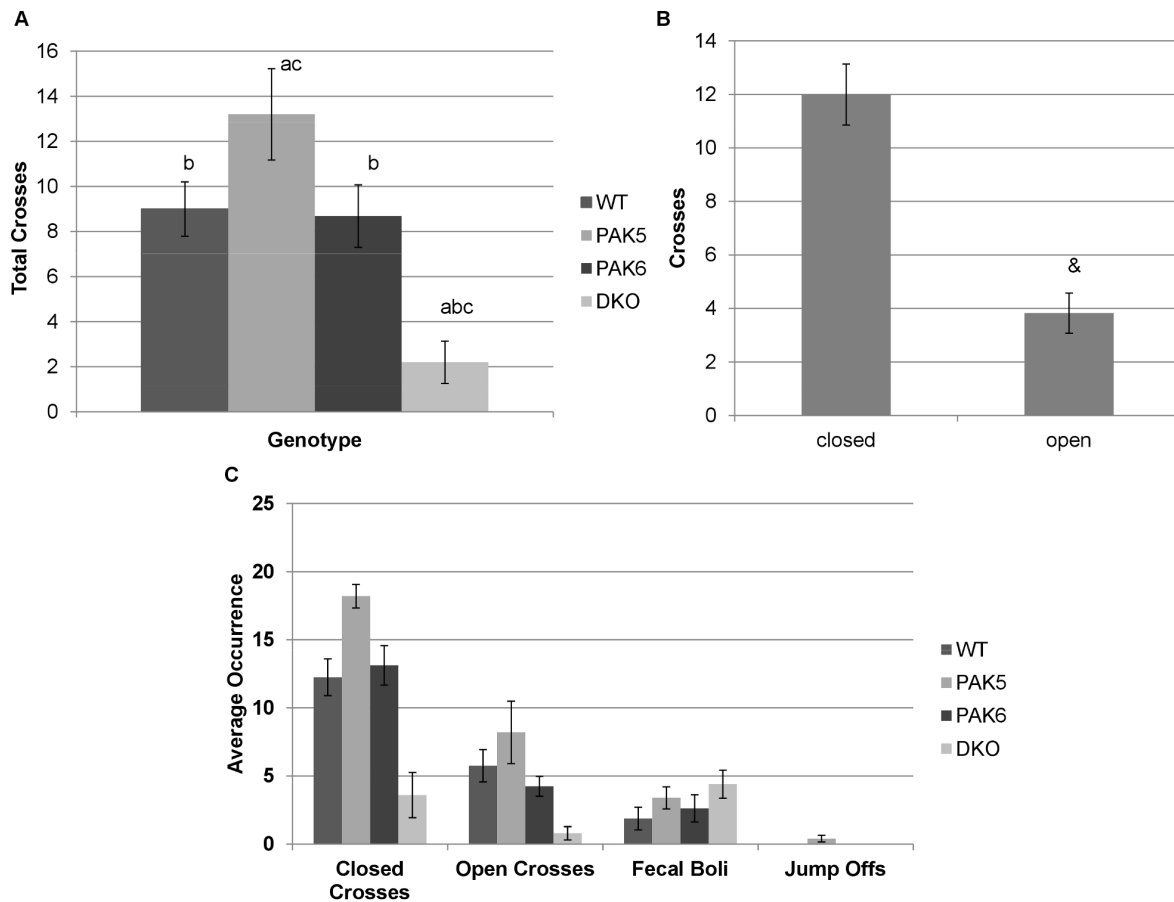 A
16
14
12
10
8
6
4
2
0
Total Crosses
b
ac
b
abc
Genotype
WT
PAK5
PAK6
DKO
B
14
12
10
8
6
4
2
0
Crosses
&
closed
open
C
25
20
15
10
5
0
Average Occurrence
Closed
Crosses
Open Crosses
Fecal Boli
Jump Offs
WT
PAK5
PAK6
DKO